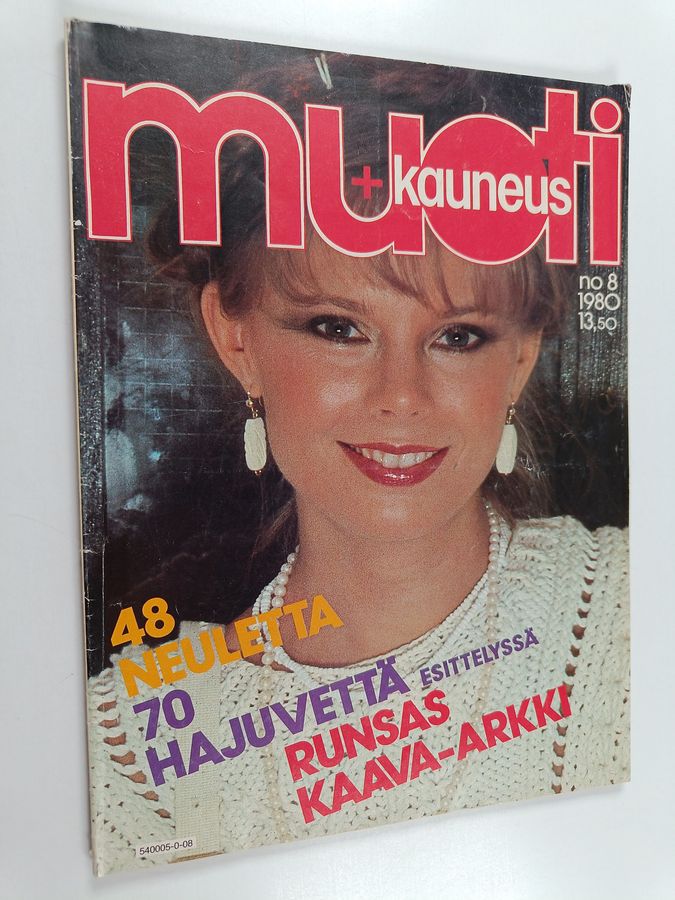 muoti
+kauneus
no 8
1980
13,50
48
NEULETTA
70
HAJUVETTÄ ESITTELYSSÄ
RUNSAS
KAAVA-ARKKI
540005-0-08